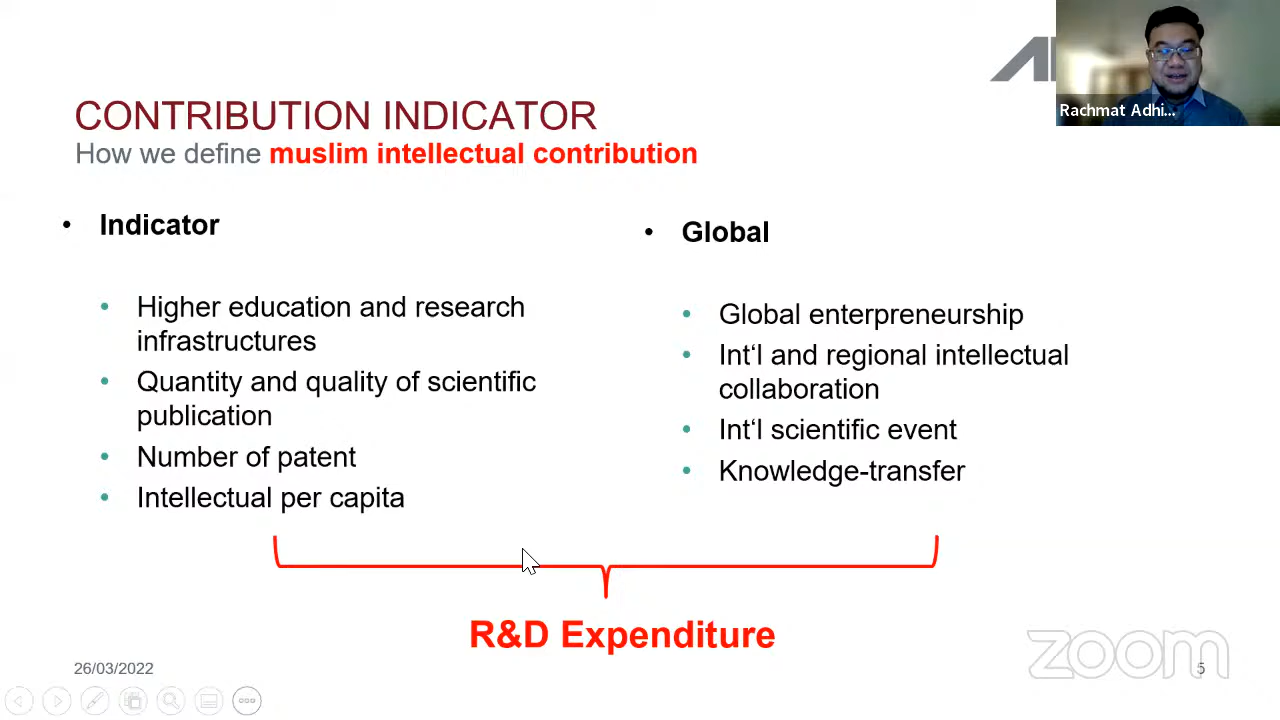 CONTRIBUTION INDICATOR
How we define muslim intellectual contribution
Rachmat Adhi...
• Indicator
• Higher education and research
infrastructures
• Quantity and quality of scientific
publication
• Number of patent
• Intellectual per capita
• Global
• Global enterpreneurship
• Int‘l and regional intellectual
collaboration
• Int‘l scientific event
• Knowledge-transfer
R&D Expenditure
26/03/2022
zoom
5